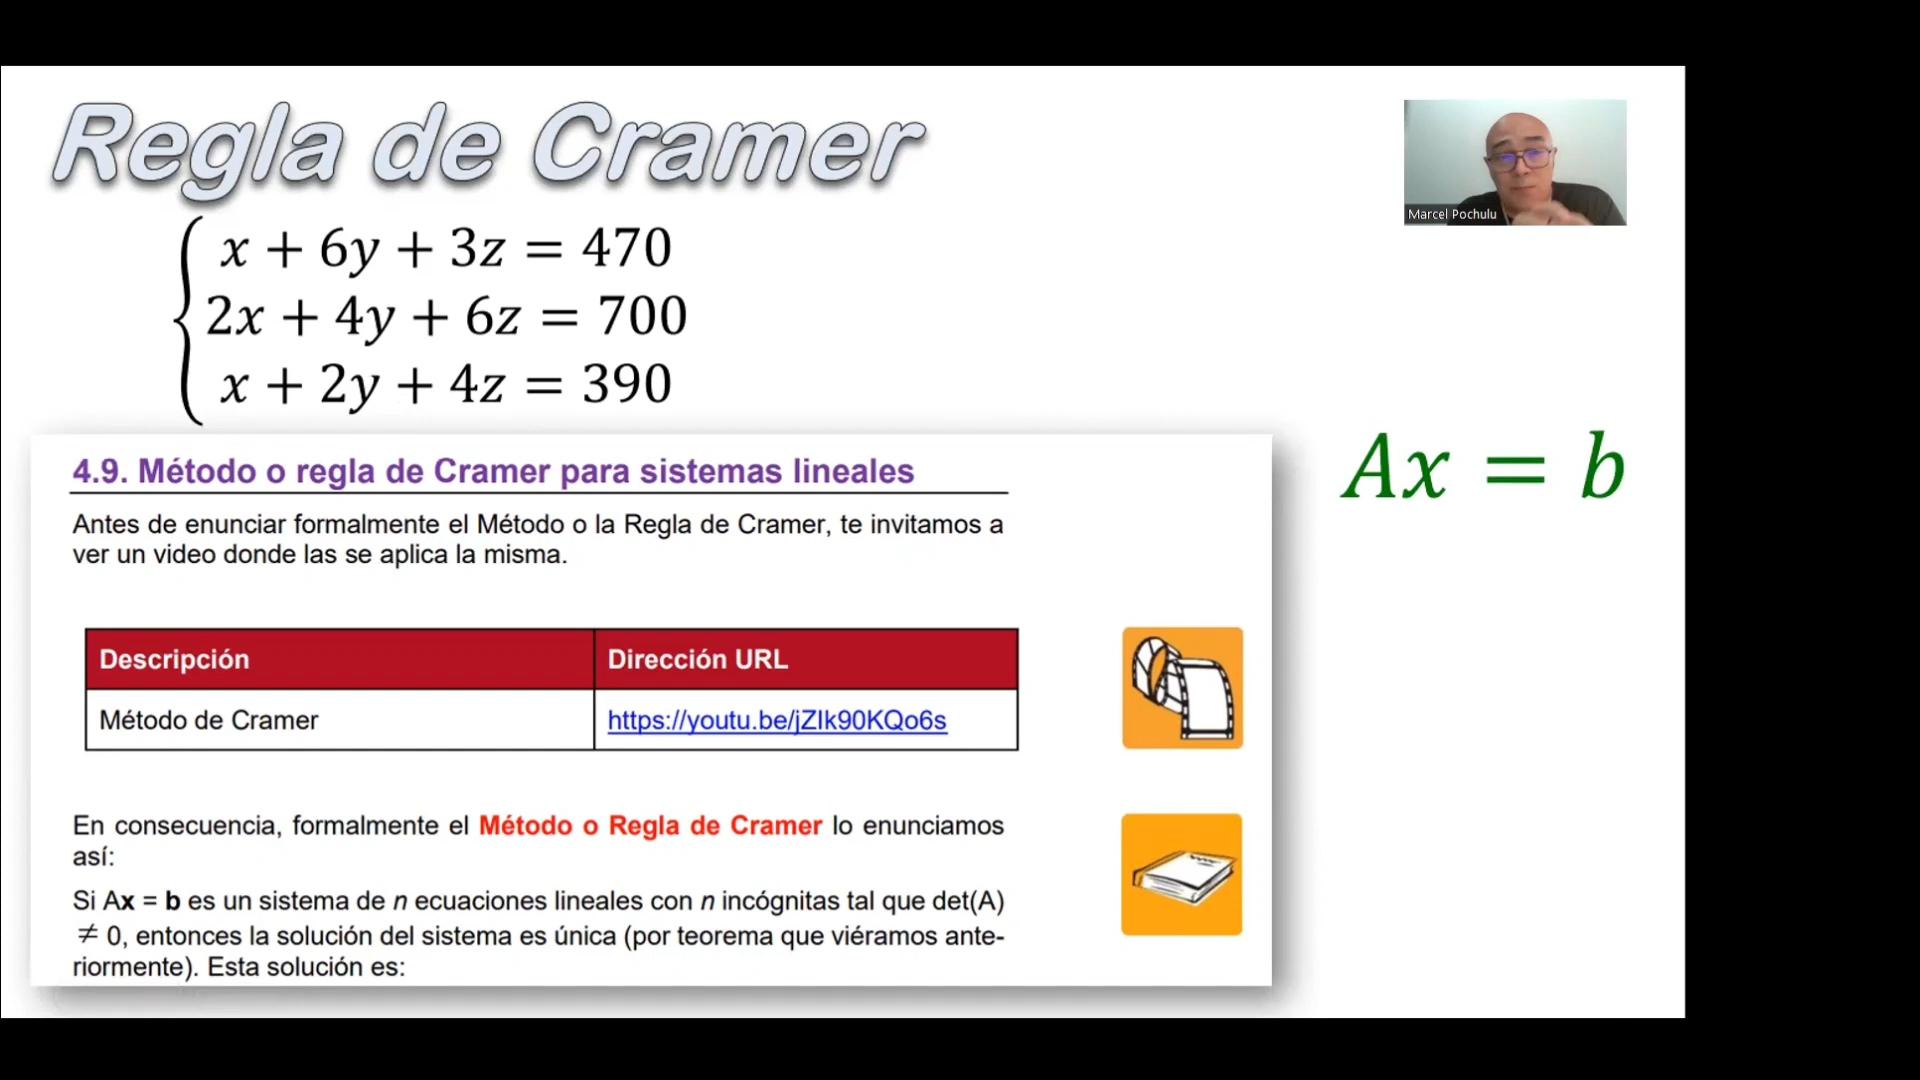 Regla de Cramer
Marcel Pochulu
x + 6y + 3z = 470
2x + 4y + 6z = 700
x + 2y + 4z = 390
Ax = b
4.9. Método o regla de Cramer para sistemas lineales
Antes de enunciar formalmente el Método o la Regla de Cramer, te invitamos a
ver un video donde las se aplica la misma.
Descripción Dirección URL
Método de Cramer https://youtu.be/jZIk90KQo6s
En consecuencia, formalmente el Método o Regla de Cramer lo enunciamos
así:
Si Ax = b es un sistema de n ecuaciones lineales con n incógnitas tal que det(A)
≠ 0, entonces la solución del sistema es única (por teorema que viéramos ante-
riormente). Esta solución es: